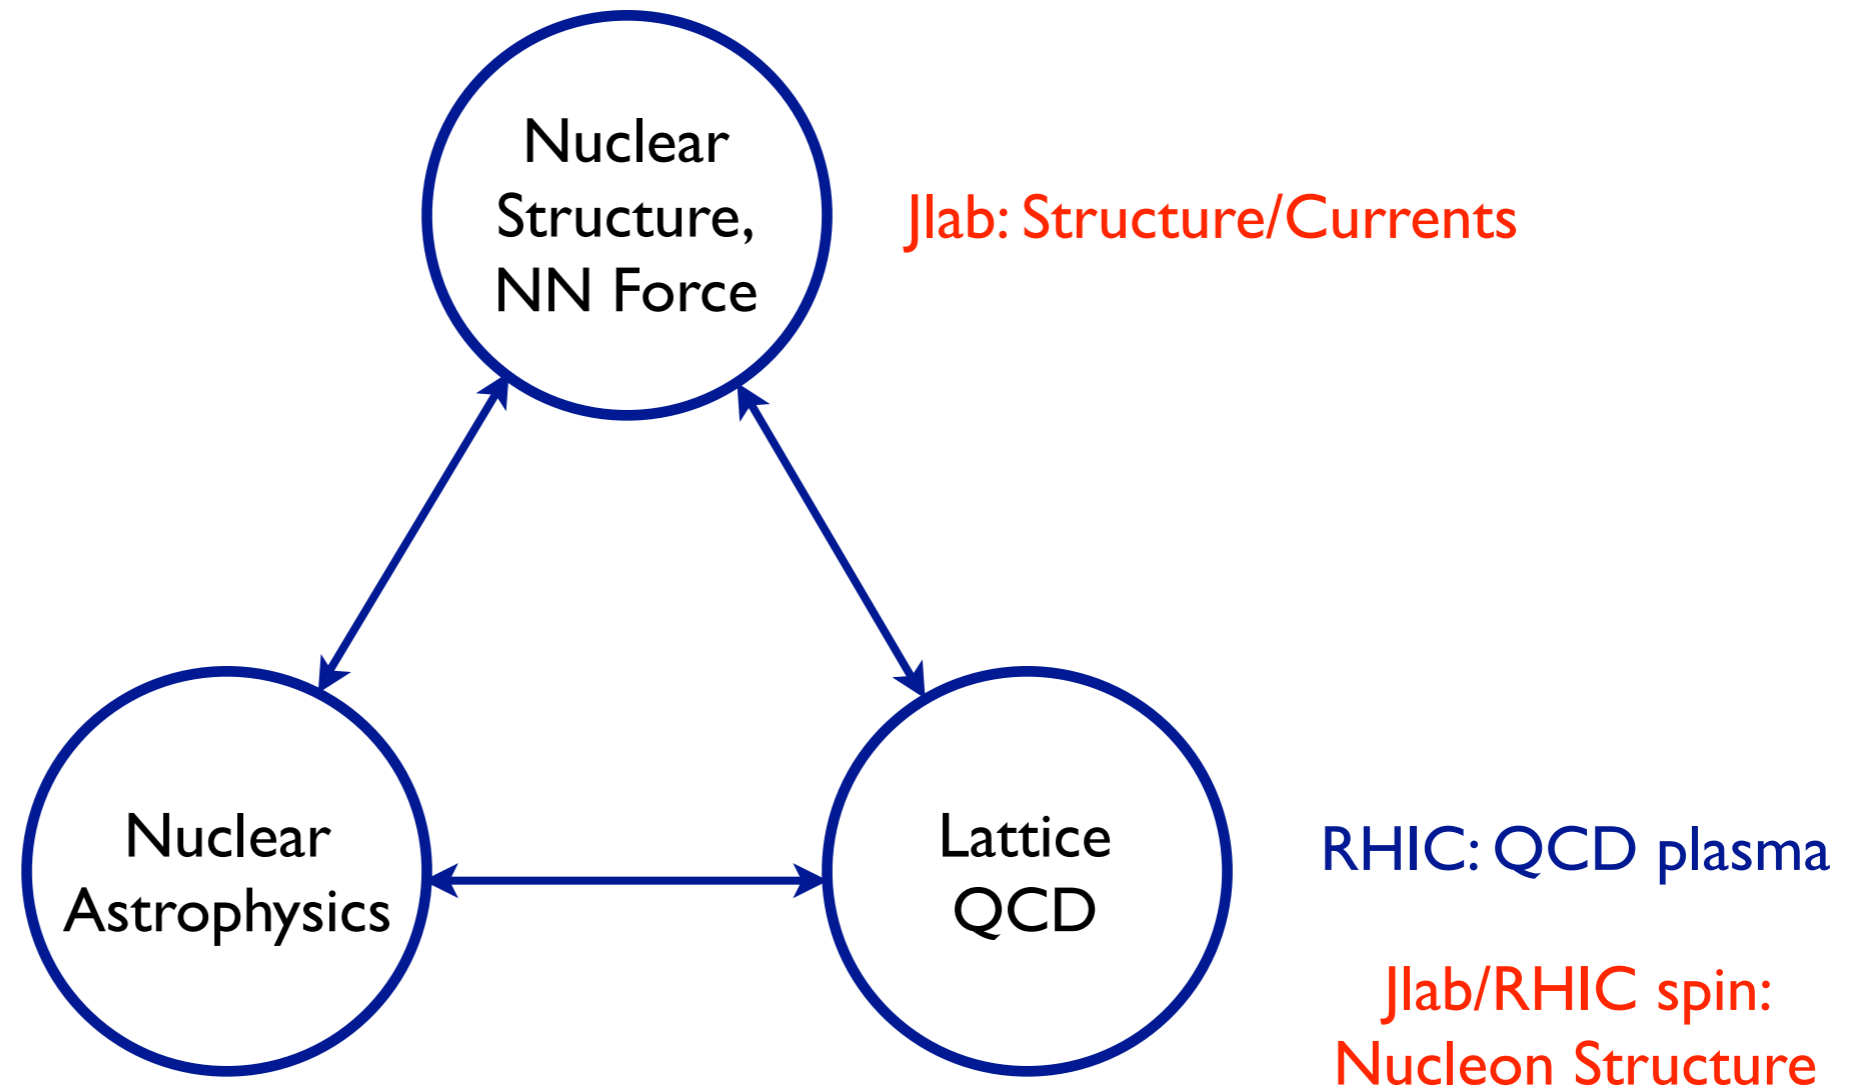 Nuclear
Structure,
NN Force
Jlab: Structure/Currents
Nuclear
Astrophysics
Lattice
QCD
RHIC: QCD plasma
Jlab/RHIC spin:
Nucleon Structure